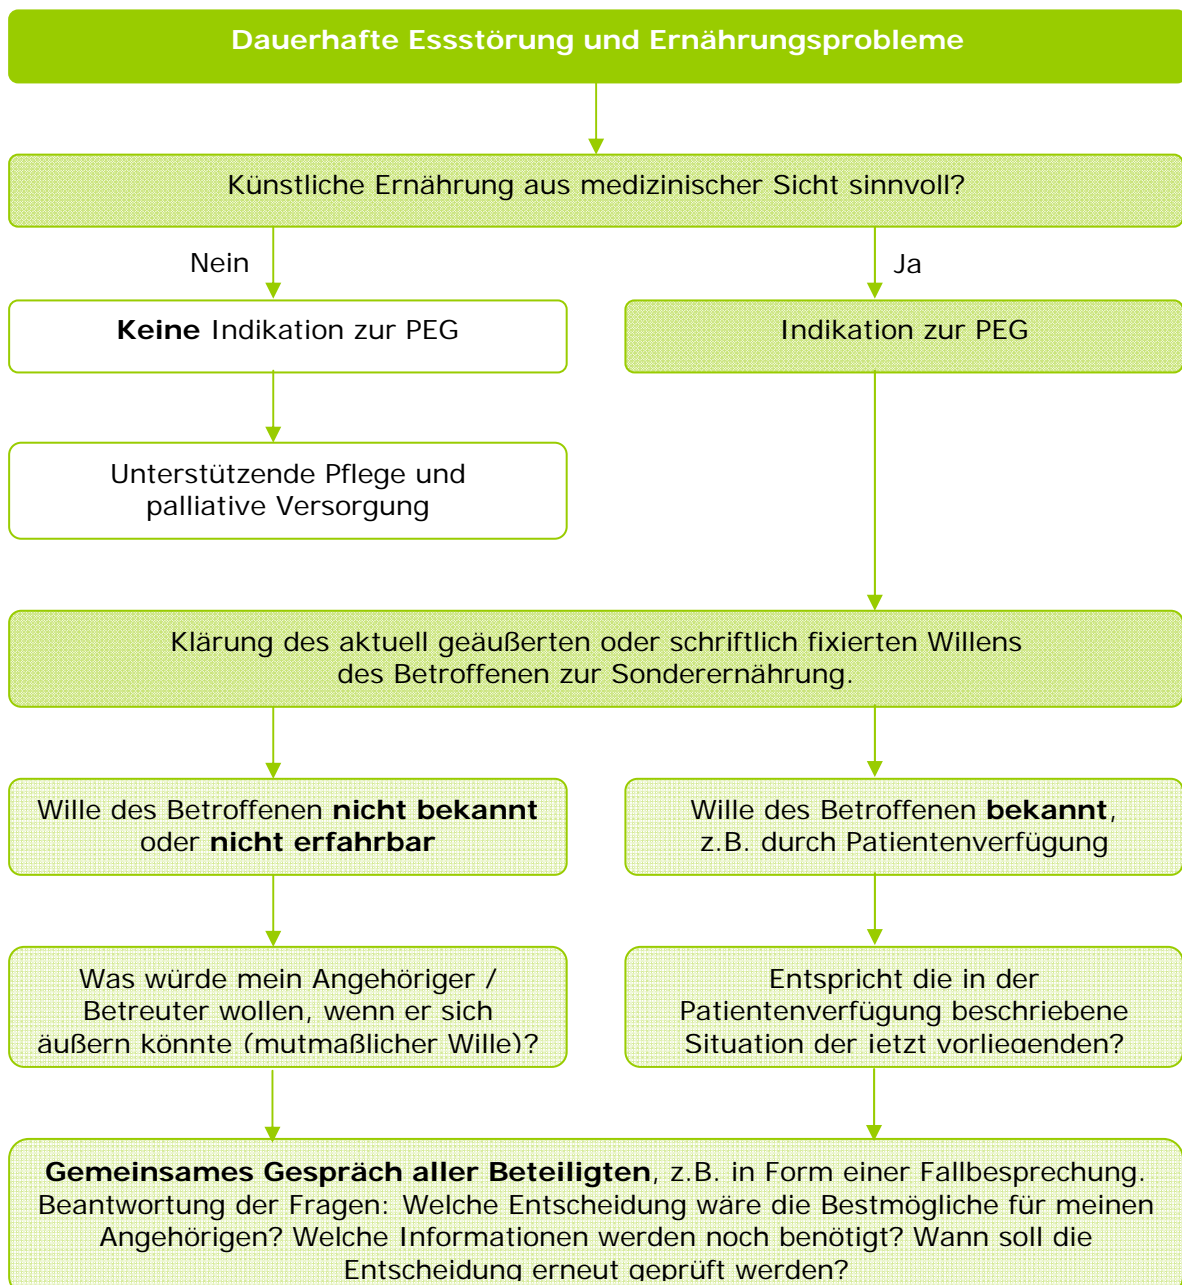 Dauerhafte Essstörung und Ernährungsprobleme
Künstliche Ernährung aus medizinischer Sicht sinnvoll?
Nein
Ja
Keine Indikation zur PEG
Indikation zur PEG
Unterstützende Pflege und
palliative Versorgung
Klärung des aktuell geäußerten oder schriftlich fixierten Willens
des Betroffenen zur Sonderernährung.
Wille des Betroffenen nicht bekannt
oder nicht erfahrbar
Wille des Betroffenen bekannt,
z.B. durch Patientenverfügung
Was würde mein Angehöriger /
Betreuter wollen, wenn er sich
äußern könnte (mutmaßlicher Wille)?
Entspricht die in der
Patientenverfügung beschriebene
Situation der jetzt vorliegenden?
Gemeinsames Gespräch aller Beteiligten, z.B. in Form einer Fallbesprechung.
Beantwortung der Fragen: Welche Entscheidung wäre die Bestmögliche für meinen
Angehörigen? Welche Informationen werden noch benötigt? Wann soll die
Entscheidung erneut geprüft werden?